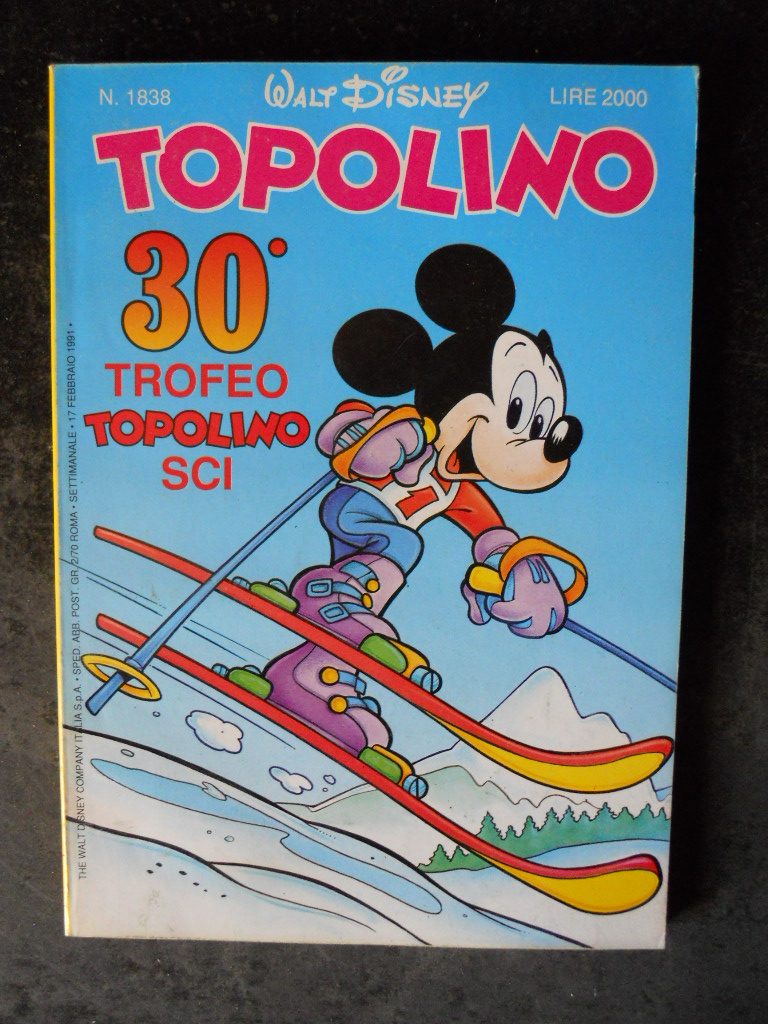 N. 1838
WALT DISNEY
LIRE 2000
TOPOLINO
30°
TROFEO
TOPOLINO
SCI
1
THE WALT DISNEY COMPANY ITALIA S.p.A. • SPED. ABB. POST. GR. 2/70 ROMA • SETTIMANALE • 17 FEBBRAIO 1991 •